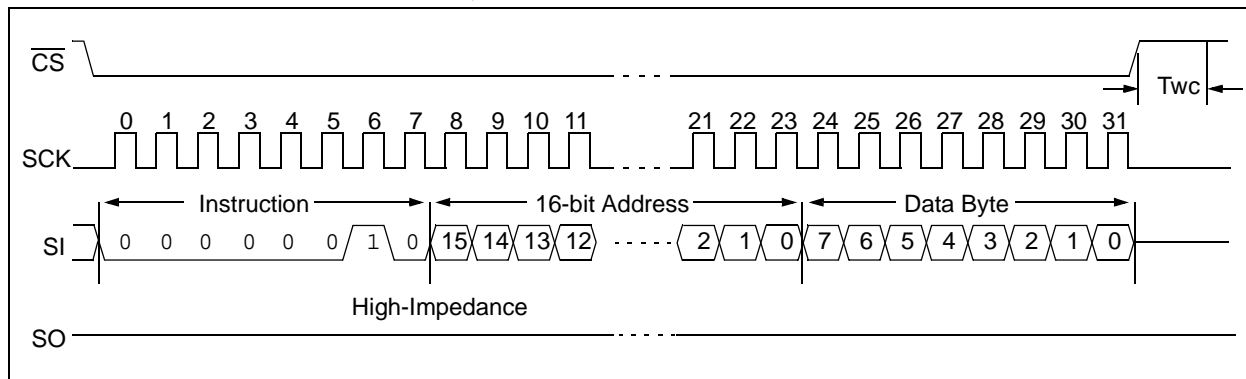 CS
Twc
0 1 2 3 4 5 6 7 8 9 10 11 21 22 23 24 25 26 27 28 29 30 31
SCK
Instruction 16-bit Address Data Byte
SI 0 0 0 0 0 0 1 0 15 14 13 12 2 1 0 7 6 5 4 3 2 1 0
High-Impedance
SO